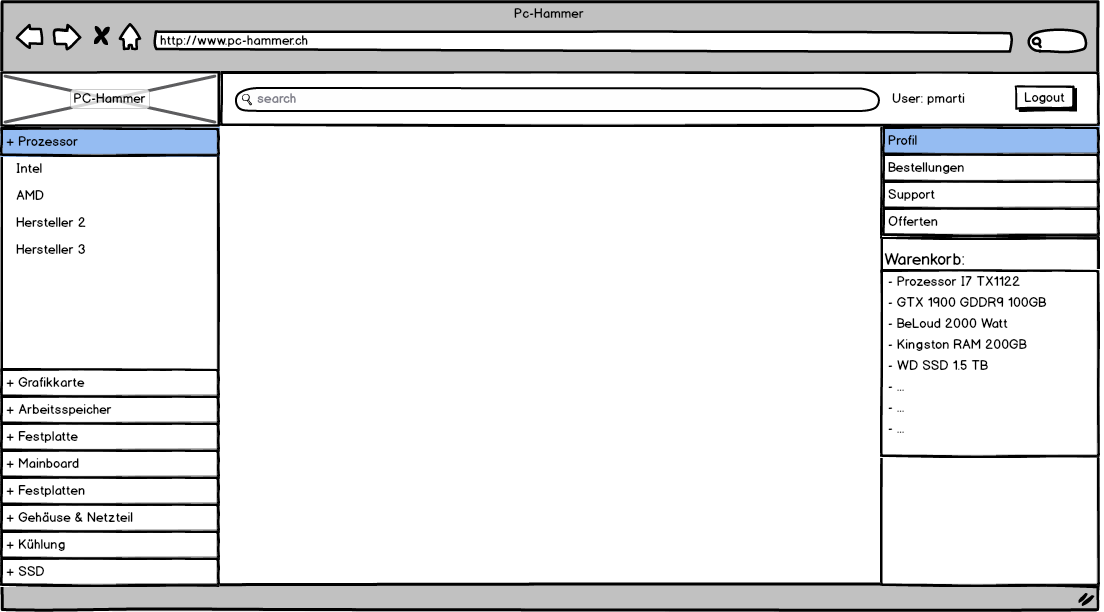 Pc-Hammer
http://www.pc-hammer.ch
PC-Hammer
search
User: pmarti
Logout
+ Prozessor
Intel
AMD
Hersteller 2
Hersteller 3
+ Grafikkarte
+ Arbeitsspeicher
+ Festplatte
+ Mainboard
+ Festplatten
+ Gehäuse & Netzteil
+ Kühlung
+ SSD
Profil
Bestellungen
Support
Offerten
Warenkorb:
- Prozessor I7 TX1122
- GTX 1900 GDDR9 100GB
- BeLoud 2000 Watt
- Kingston RAM 200GB
- WD SSD 1.5 TB
- ...
- ...
- ...